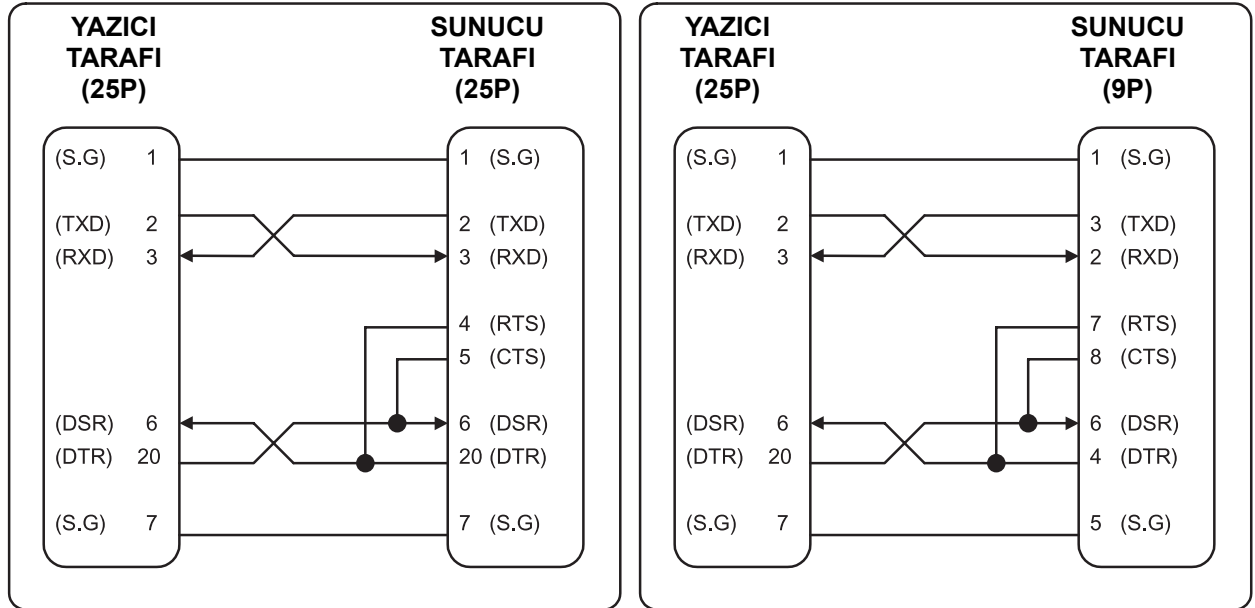 YAZICI
TARAFI
(25P)
SUNUCU
TARAFI
(25P)
(S.G) 1 1 (S.G)
(TXD) 2 2 (TXD)
(RXD) 3 3 (RXD)
4 (RTS)
5 (CTS)
(DSR) 6 6 (DSR)
(DTR) 20 20 (DTR)
(S.G) 7 7 (S.G)
YAZICI
TARAFI
(25P)
SUNUCU
TARAFI
(9P)
(S.G) 1 1 (S.G)
(TXD) 2 3 (TXD)
(RXD) 3 2 (RXD)
7 (RTS)
8 (CTS)
(DSR) 6 6 (DSR)
(DTR) 20 4 (DTR)
(S.G) 7 5 (S.G)